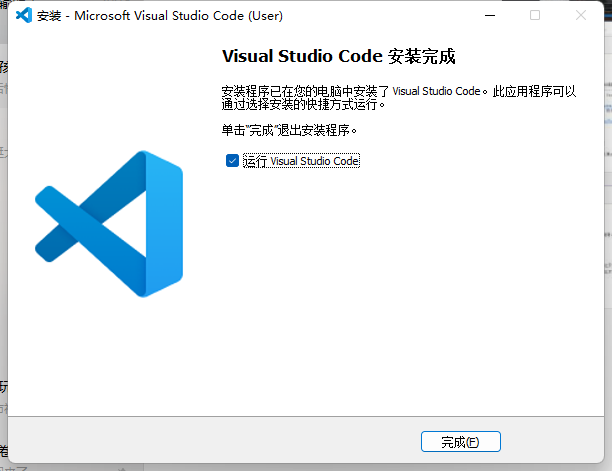 安装 - Microsoft Visual Studio Code (User)
Visual Studio Code 安装完成
安装程序已在您的电脑中安装了 Visual Studio Code。此应用程序可以
通过选择安装的快捷方式运行。
单击“完成”退出安装程序。
运行 Visual Studio Code
完成(F)